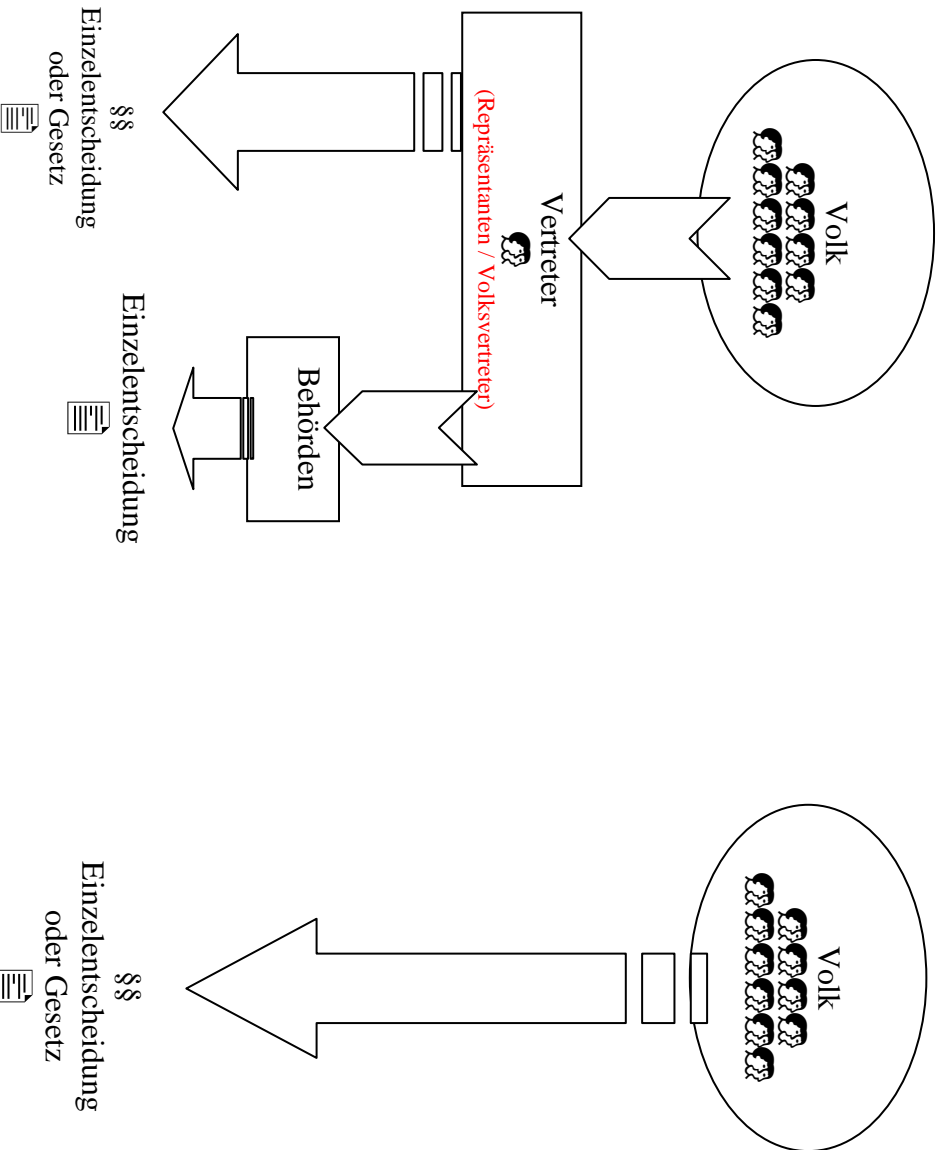 Volk
Vertreter
(Repräsentanten / Volksvertreter)
Behörden
§§
Einzelentscheidung
oder Gesetz
Einzelentscheidung
Volk
§§
Einzelentscheidung
oder Gesetz